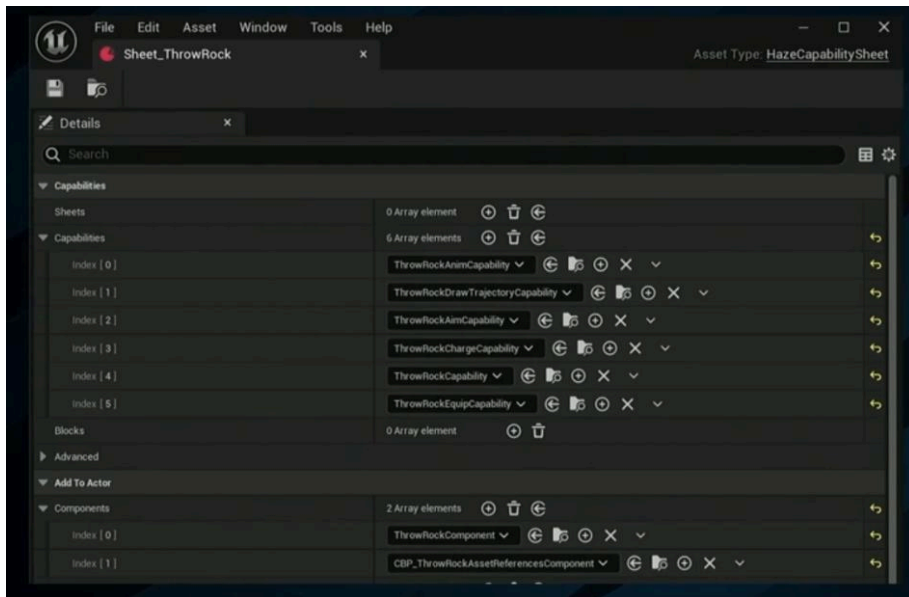 File Edit Asset Window Tools Help
Sheet_ThrowRock
Asset Type: HazeCapabilitySheet
Details
Search
Capabilities
Sheets 0 Array element
Capabilities 6 Array elements
Index [ 0 ] ThrowRockAnimCapability
Index [ 1 ] ThrowRockDrawTrajectoryCapability
Index [ 2 ] ThrowRockAimCapability
Index [ 3 ] ThrowRockChargeCapability
Index [ 4 ] ThrowRockCapability
Index [ 5 ] ThrowRockEquipCapability
Blocks 0 Array element
Advanced
Add To Actor
Components 2 Array elements
Index [ 0 ] ThrowRockComponent
Index [ 1 ] CBP_ThrowRockAssetReferencesComponent